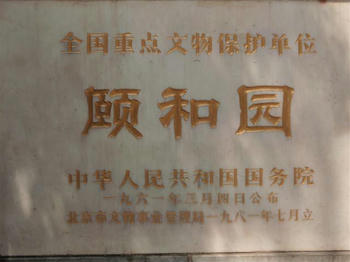 全国重点文物保护单位
颐和园
中华人民共和国国务院
一九六一年三月四日公布
北京市文物事业管理局一九八一年七月立